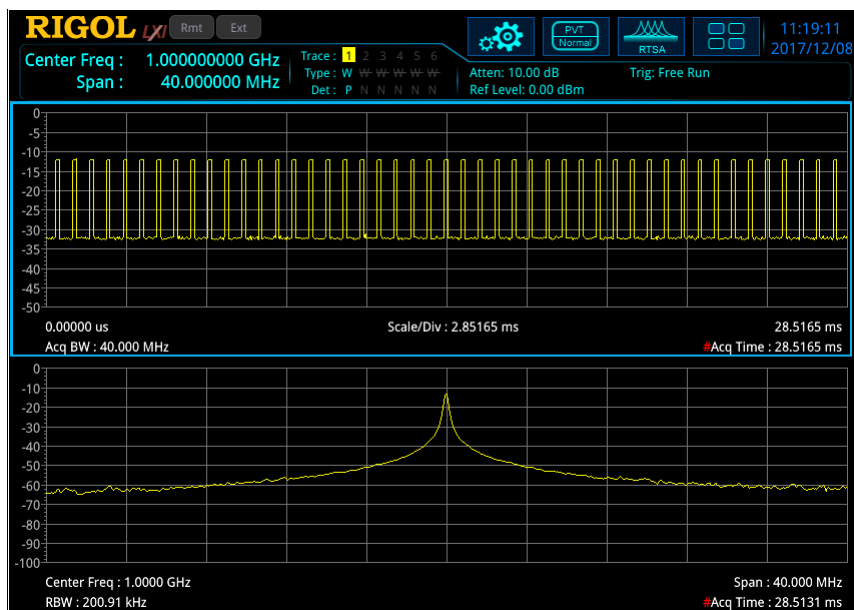 RIGOL LXI Rmt Ext
PVT
Normal
RTSA
11:19:11
2017/12/08
Center Freq : 1.000000000 GHz
Span : 40.000000 MHz
Trace : 1 2 3 4 5 6
Type : W W W W W W
Det : P N N N N N
Atten: 10.00 dB
Trig: Free Run
Ref Level: 0.00 dBm
0
-5
-10
-15
-20
-25
-30
-35
-40
-45
-50
0.00000 us
Scale/Div : 2.85165 ms
28.5165 ms
Acq BW : 40.000 MHz
#Acq Time : 28.5165 ms
0
-10
-20
-30
-40
-50
-60
-70
-80
-90
-100
Center Freq : 1.0000 GHz
Span : 40.000 MHz
RBW : 200.91 kHz
#Acq Time : 28.5131 ms